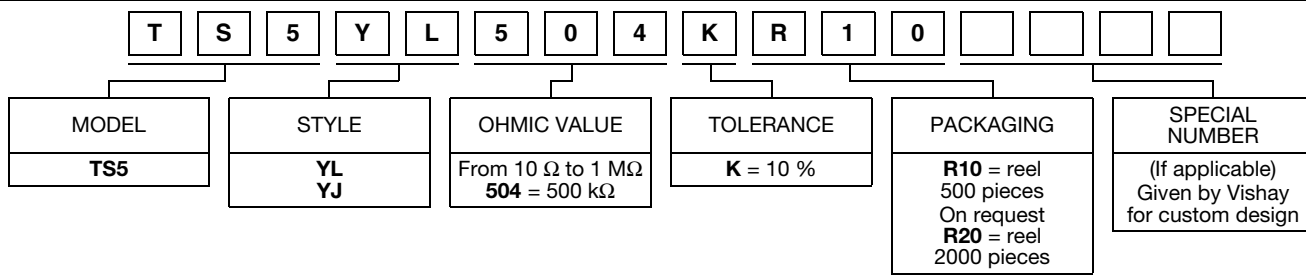 T S 5 Y L 5 0 4 K R 1 0
MODEL
TS5
STYLE
YL
YJ
OHMIC VALUE
From 10 Ω to 1 MΩ
504 = 500 kΩ
TOLERANCE
K = 10 %
PACKAGING
R10 = reel
500 pieces
On request
R20 = reel
2000 pieces
SPECIAL
NUMBER
(If applicable)
Given by Vishay
for custom design